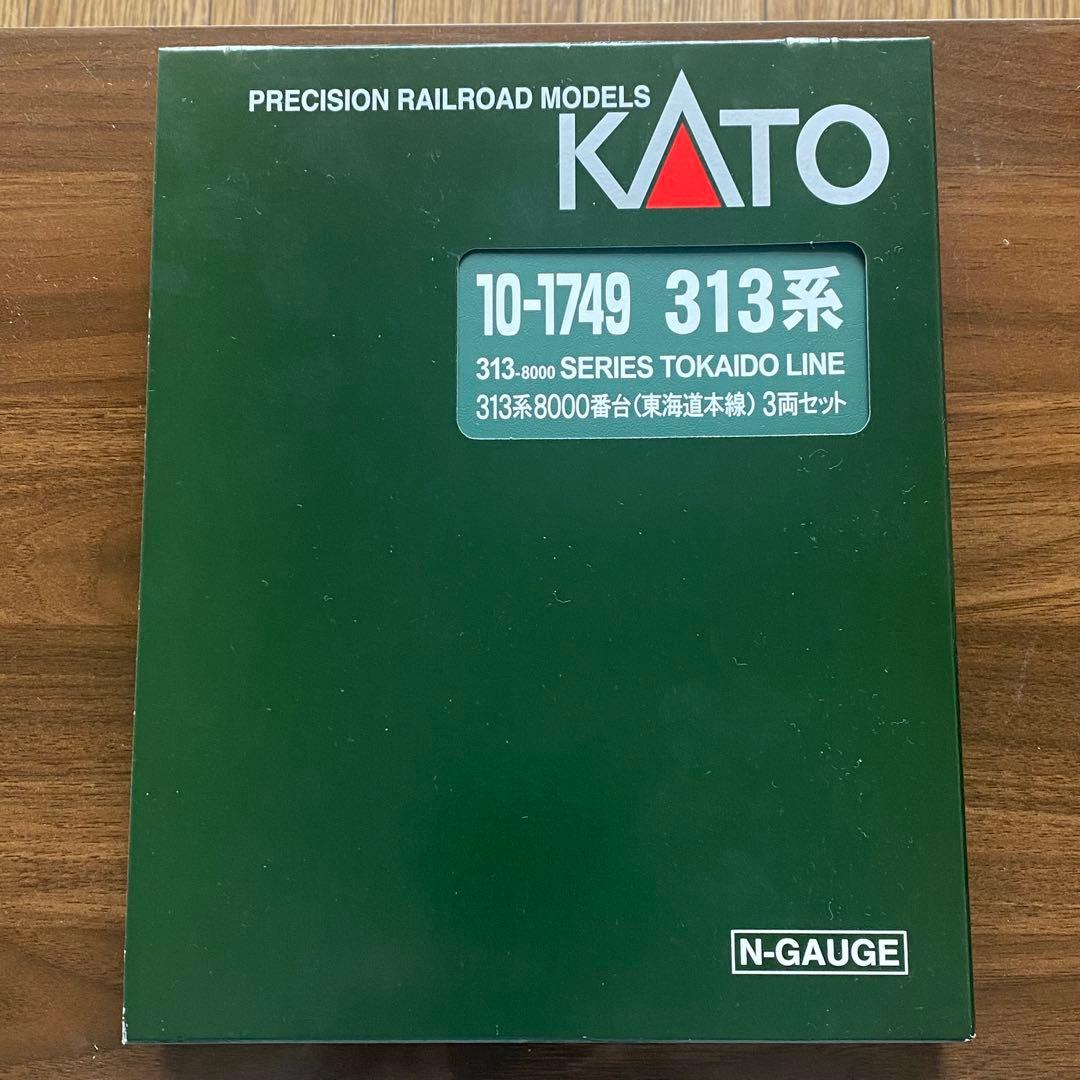 PRECISION RAILROAD MODELS
KATO
10-1749 313系
313-8000 SERIES TOKAIDO LINE
313系8000番台(東海道本線) 3両セット
N-GAUGE